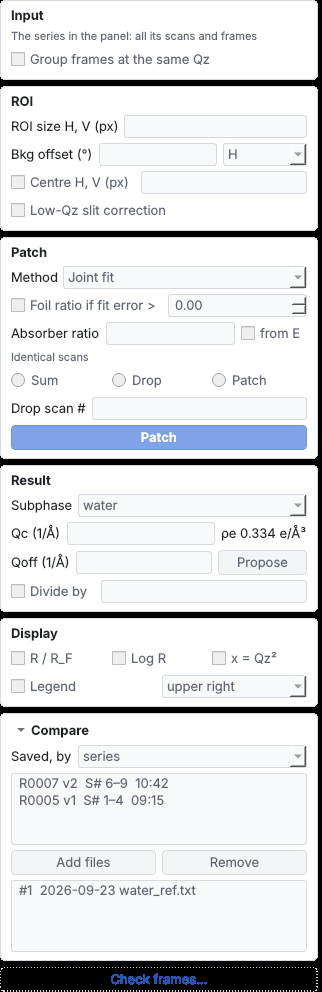 Input
The series in the panel: all its scans and frames
Group frames at the same Qz
ROI
ROI size H, V (px)
Bkg offset (°) H
Centre H, V (px)
Low-Qz slit correction
Patch
Method Joint fit
Foil ratio if fit error > 0.00
Absorber ratio from E
Identical scans
Sum Drop Patch
Drop scan #
Patch
Result
Subphase water
Qc (1/Å) ρe 0.334 e/Å³
Qoff (1/Å) Propose
Divide by
Display
R / R_F Log R x = Qz²
Legend upper right
Compare
Saved, by series
R0007 v2 S# 6–9 10:42
R0005 v1 S# 1–4 09:15
Add files Remove
#1 2026-09-23 water_ref.txt
Check frames...